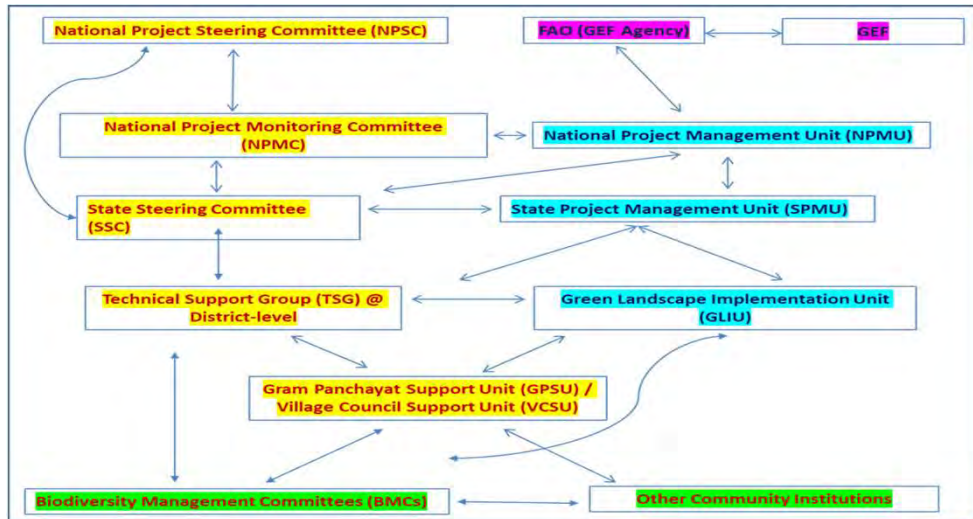 National Project Steering Committee (NPSC)
FAO (GEF Agency)
GEF
National Project Monitoring Committee
(NPMC)
National Project Management Unit (NPMU)
State Steering Committee
(SSC)
State Project Management Unit (SPMU)
Technical Support Group (TSG) @
District-level
Green Landscape Implementation Unit
(GLIU)
Gram Panchayat Support Unit (GPSU) /
Village Council Support Unit (VCSU)
Biodiversity Management Committees (BMCs)
Other Community Institutions